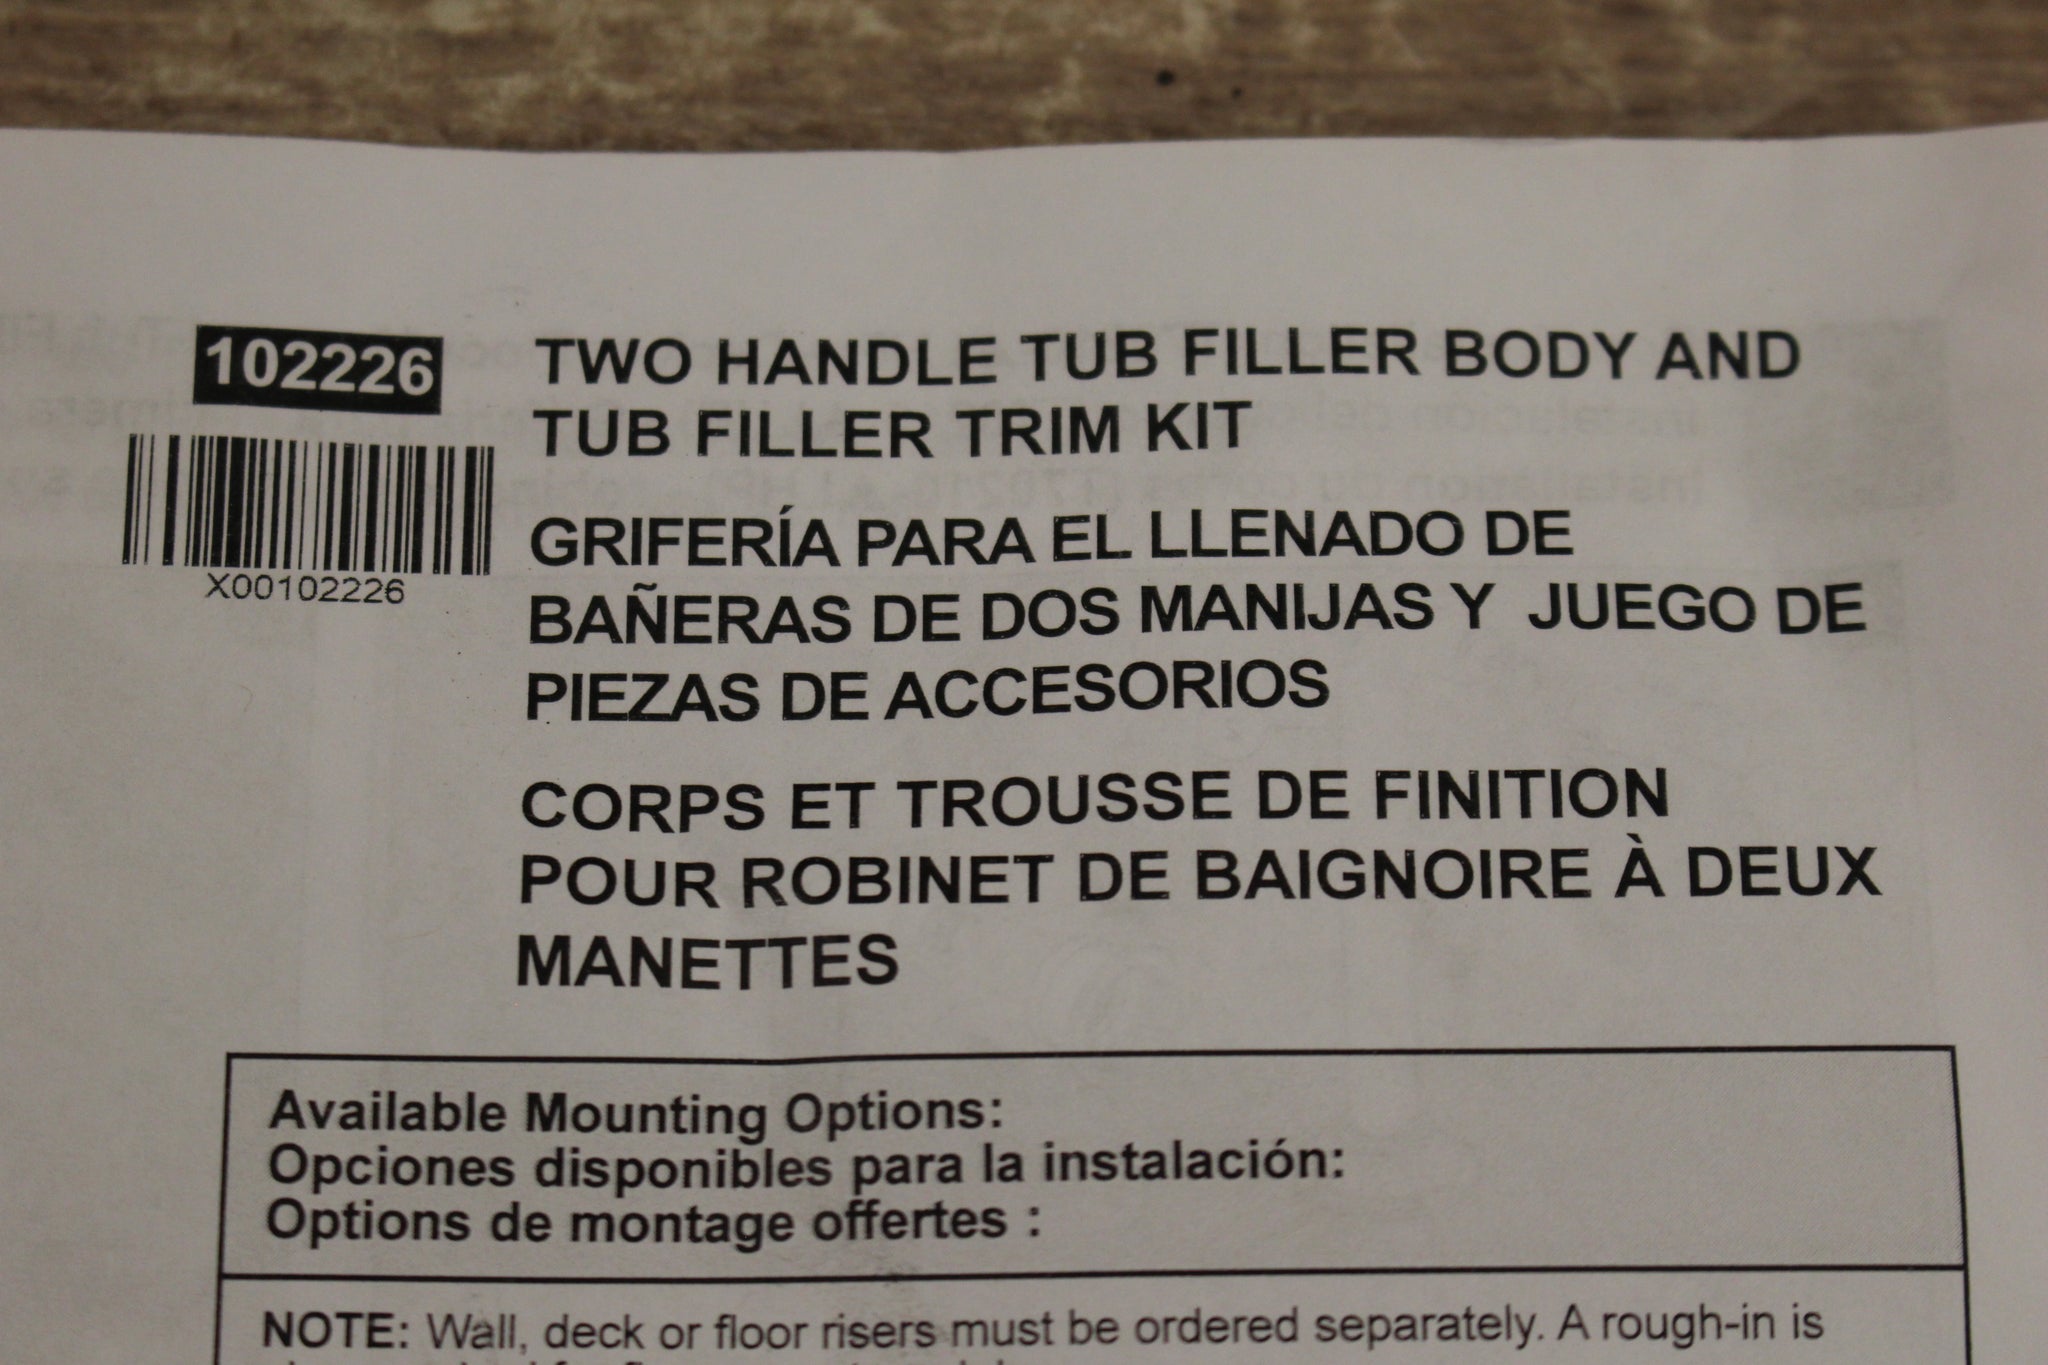 102226
X00102226
TWO HANDLE TUB FILLER BODY AND
TUB FILLER TRIM KIT
GRIFERÍA PARA EL LLENADO DE
BAÑERAS DE DOS MANIJAS Y JUEGO DE
PIEZAS DE ACCESORIOS
CORPS ET TROUSSE DE FINITION
POUR ROBINET DE BAIGNOIRE À DEUX
MANETTES
Available Mounting Options:
Opciones disponibles para la instalación:
Options de montage offertes :
NOTE: Wall, deck or floor risers must be ordered separately. A rough-in is